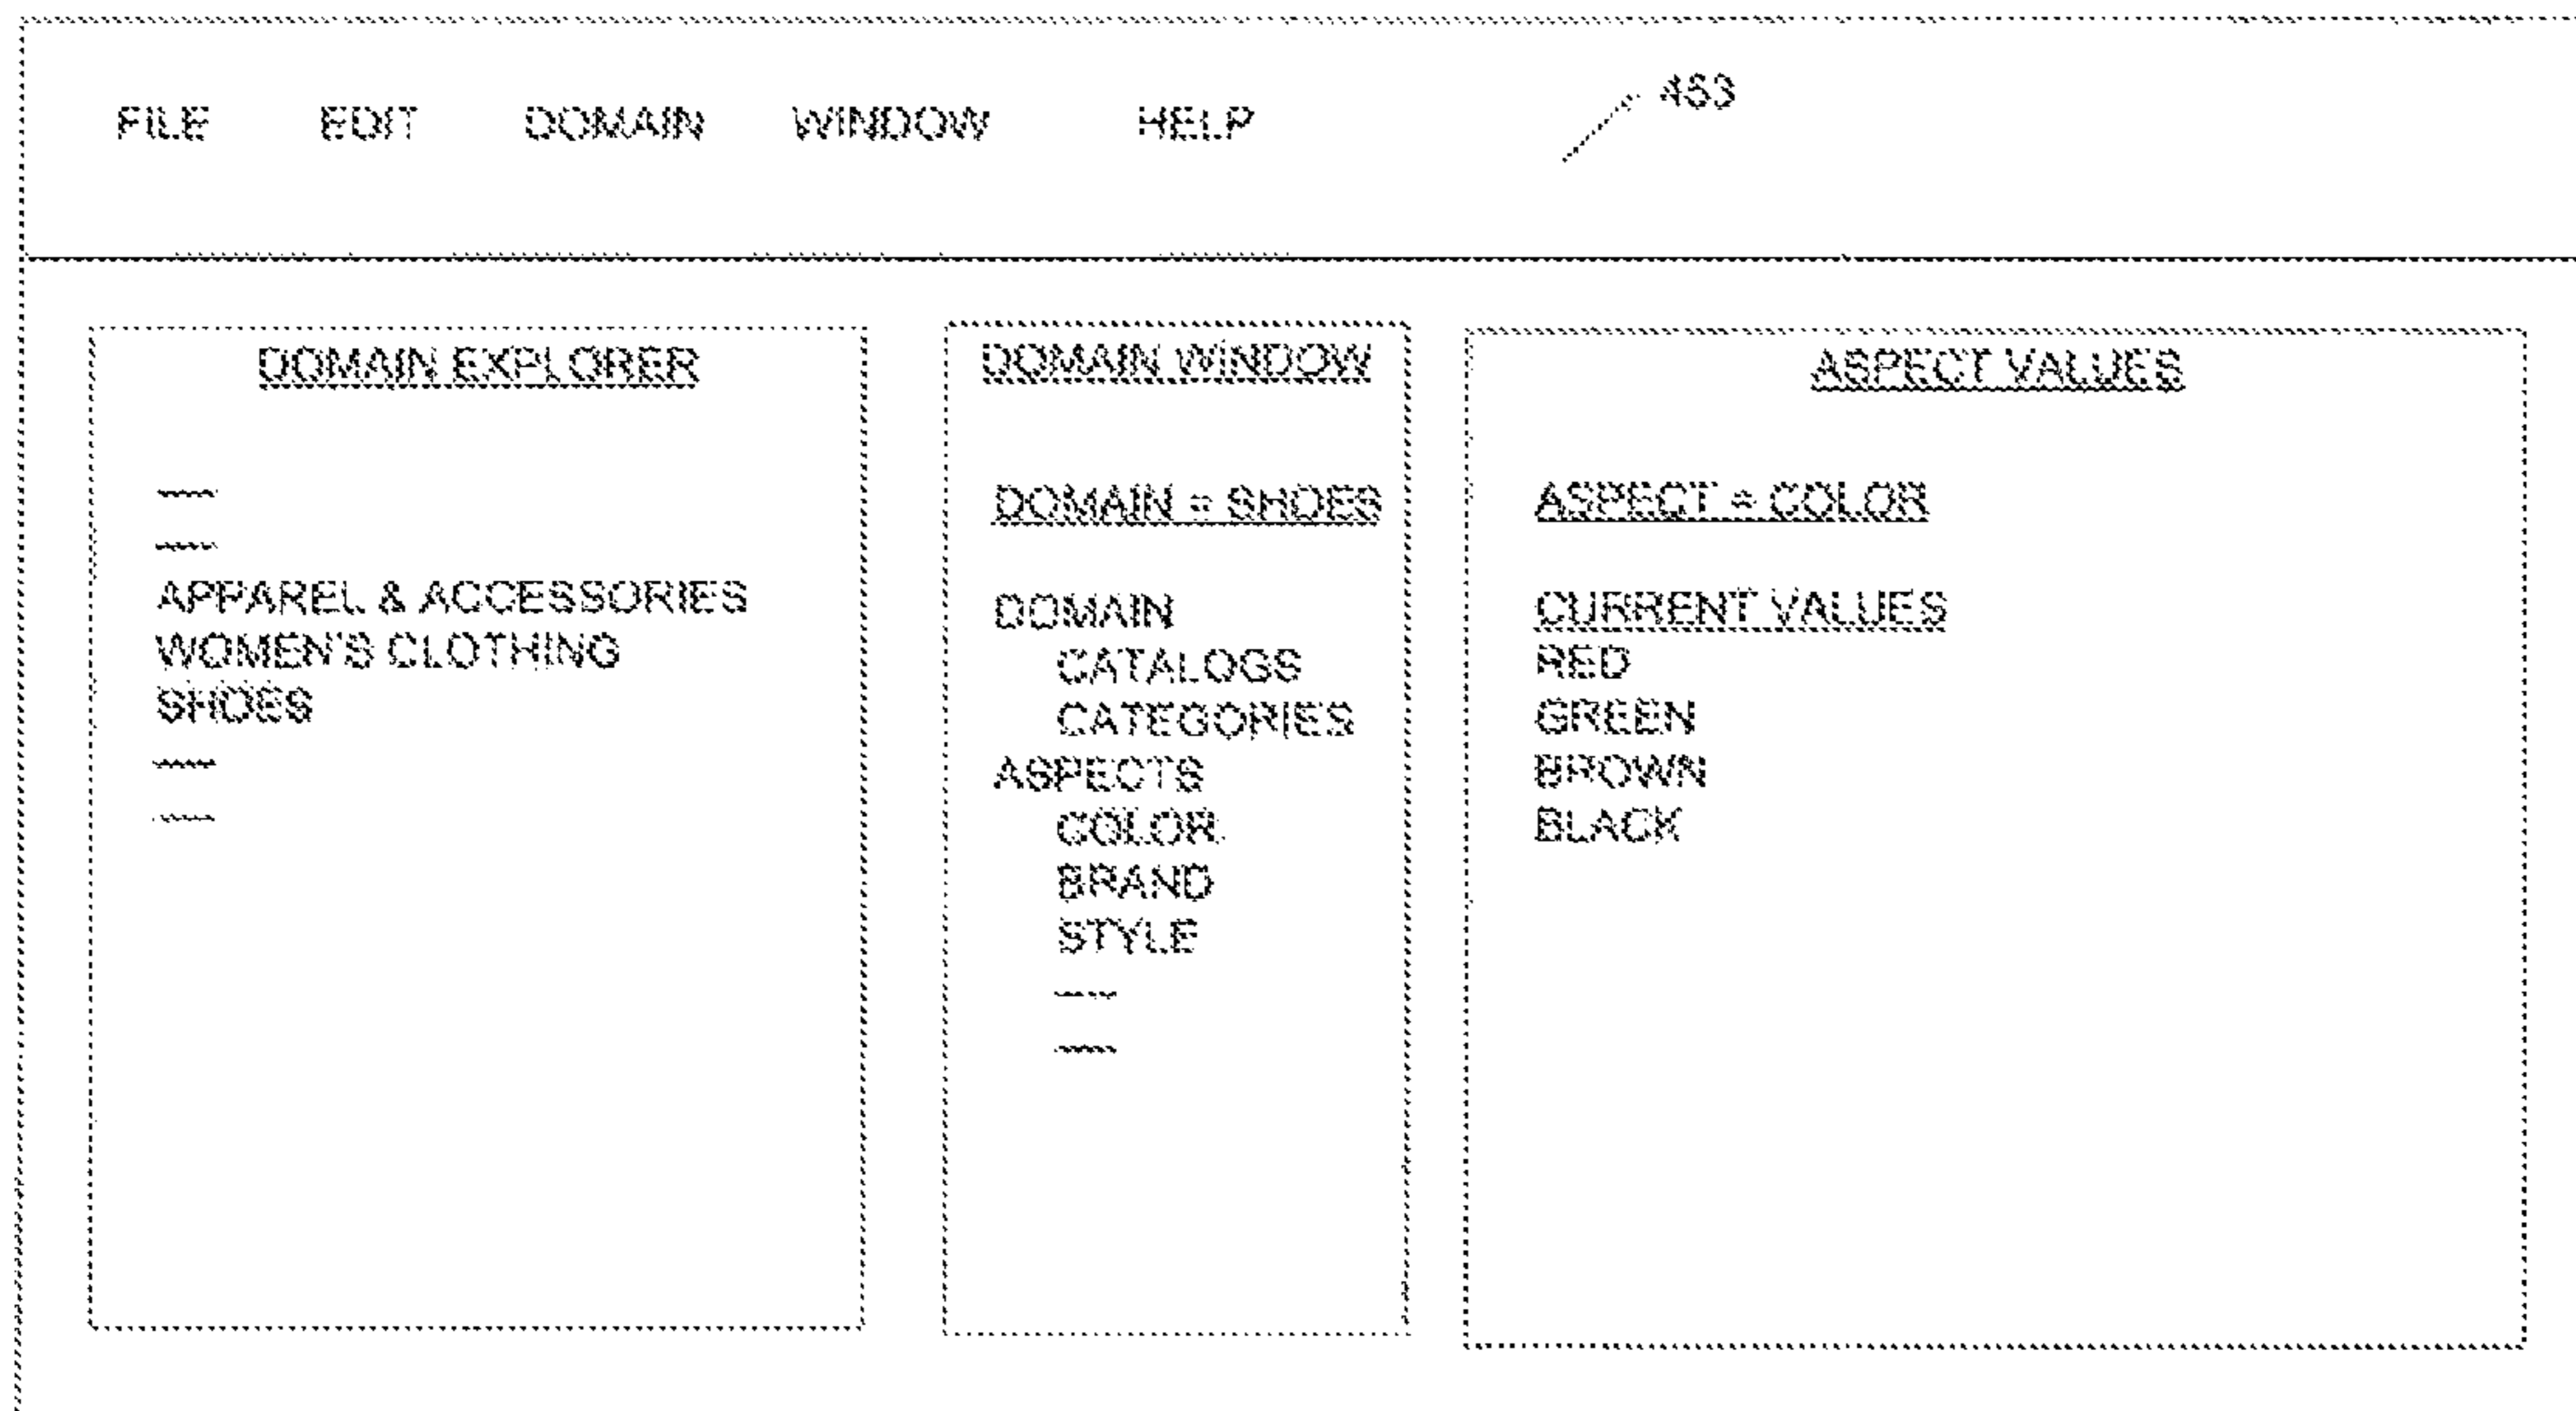 FILE EDIT DOMAIN WINDOW HELP
463
DOMAIN EXPLORER
APPAREL & ACCESSORIES
WOMEN'S CLOTHING
SHOES
DOMAIN WINDOW
DOMAIN = SHOES
DOMAIN
CATALOGS
CATEGORIES
ASPECTS
COLOR
BRAND
STYLE
ASPECT VALUES
ASPECT = COLOR
CURRENT VALUES
RED
GREEN
BROWN
BLACK